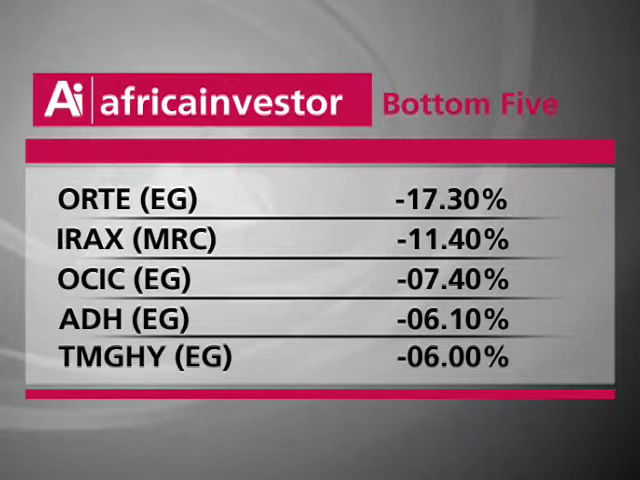 Ai africainvestor Bottom Five
ORTE (EG) -17.30%
IRAX (MRC) -11.40%
OCIC (EG) -07.40%
ADH (EG) -06.10%
TMGHY (EG) -06.00%